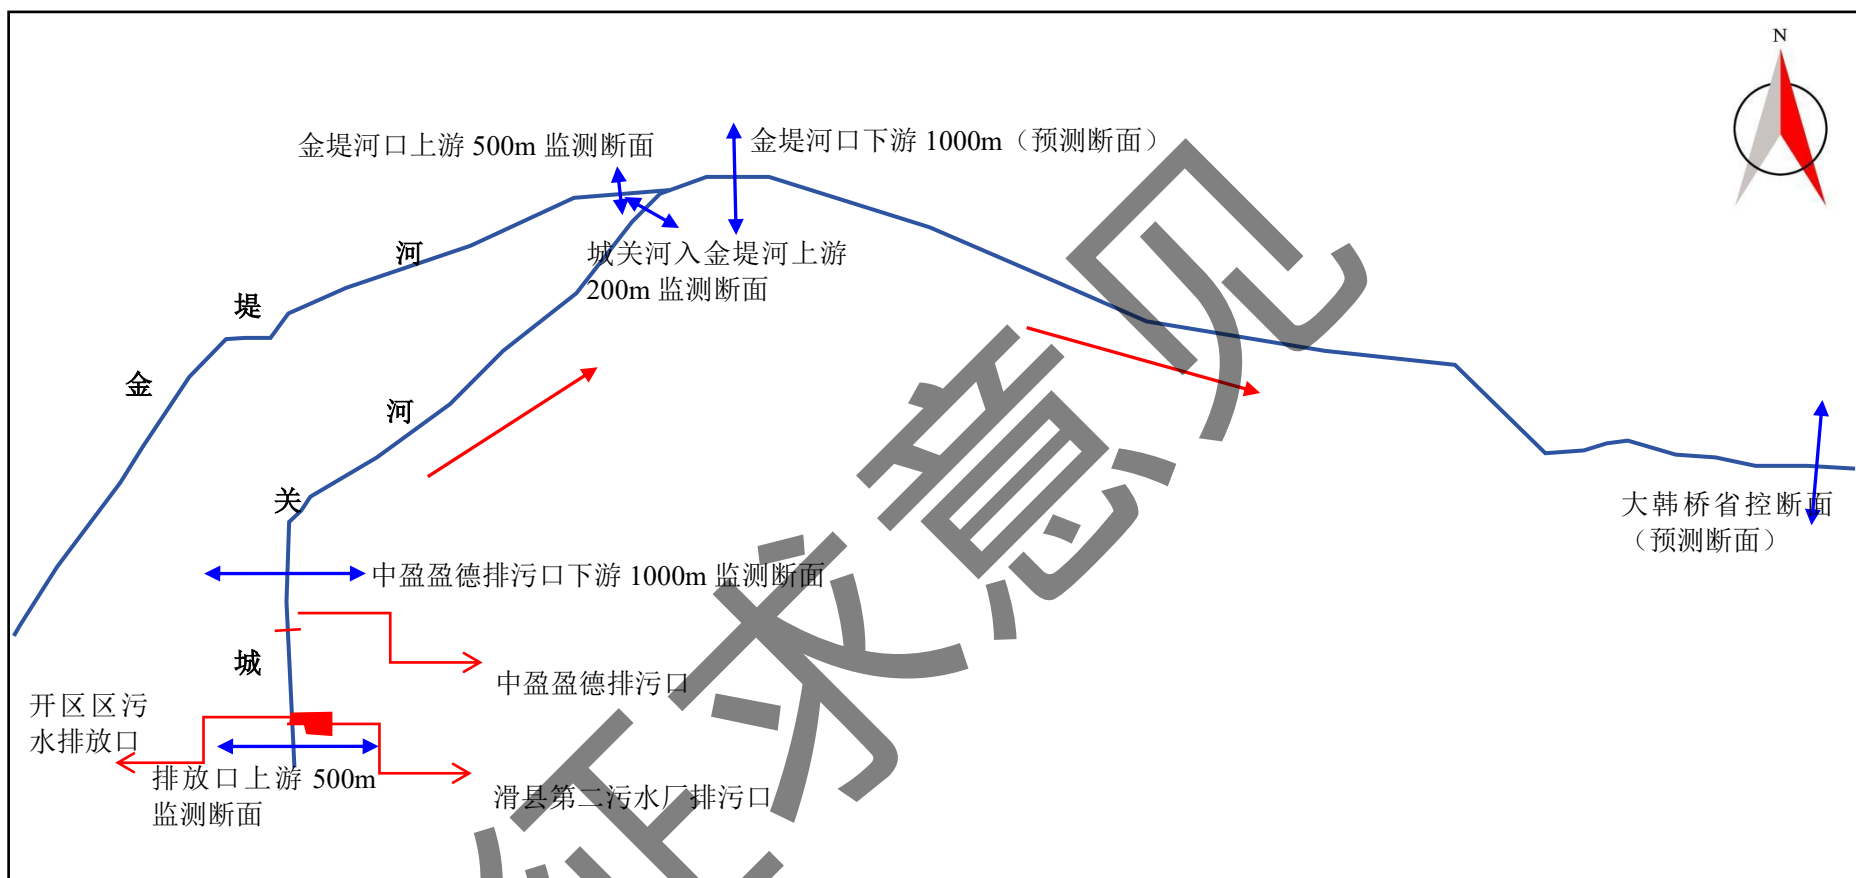 N
金堤河口上游 500m 监测断面
金堤河口下游 1000m（预测断面）
城关河入金堤河上游
200m 监测断面
金堤河
城关河
大韩桥省控断面
（预测断面）
中盈盈德排污口下游 1000m 监测断面
中盈盈德排污口
开区区污
水排放口
排放口上游 500m
监测断面
滑县第二污水厂排污口
征求意见